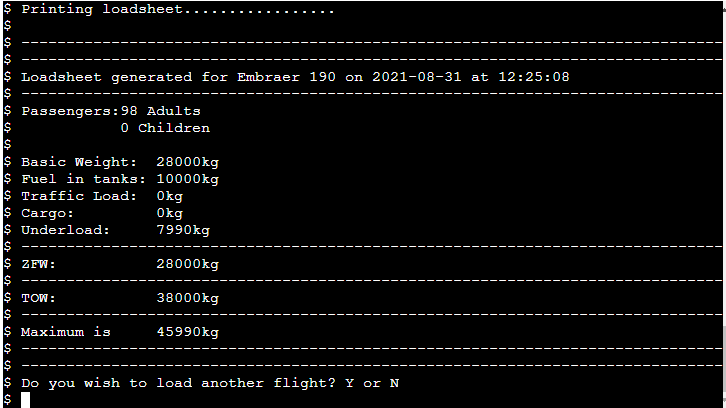 $ Printing loadsheet.................
$
$ ------------------------------------------------------------------------------
$ ------------------------------------------------------------------------------
$ Loadsheet generated for Embraer 190 on 2021-08-31 at 12:25:08
$ ------------------------------------------------------------------------------
$ Passengers:98 Adults
$            0 Children
$
$ Basic Weight:  28000kg
$ Fuel in tanks: 10000kg
$ Traffic Load:  0kg
$ Cargo:         0kg
$ Underload:     7990kg
$ ------------------------------------------------------------------------------
$ ZFW:           28000kg
$ ------------------------------------------------------------------------------
$ TOW:           38000kg
$ ------------------------------------------------------------------------------
$ Maximum is     45990kg
$ ------------------------------------------------------------------------------
$ ------------------------------------------------------------------------------
$ Do you wish to load another flight? Y or N
$